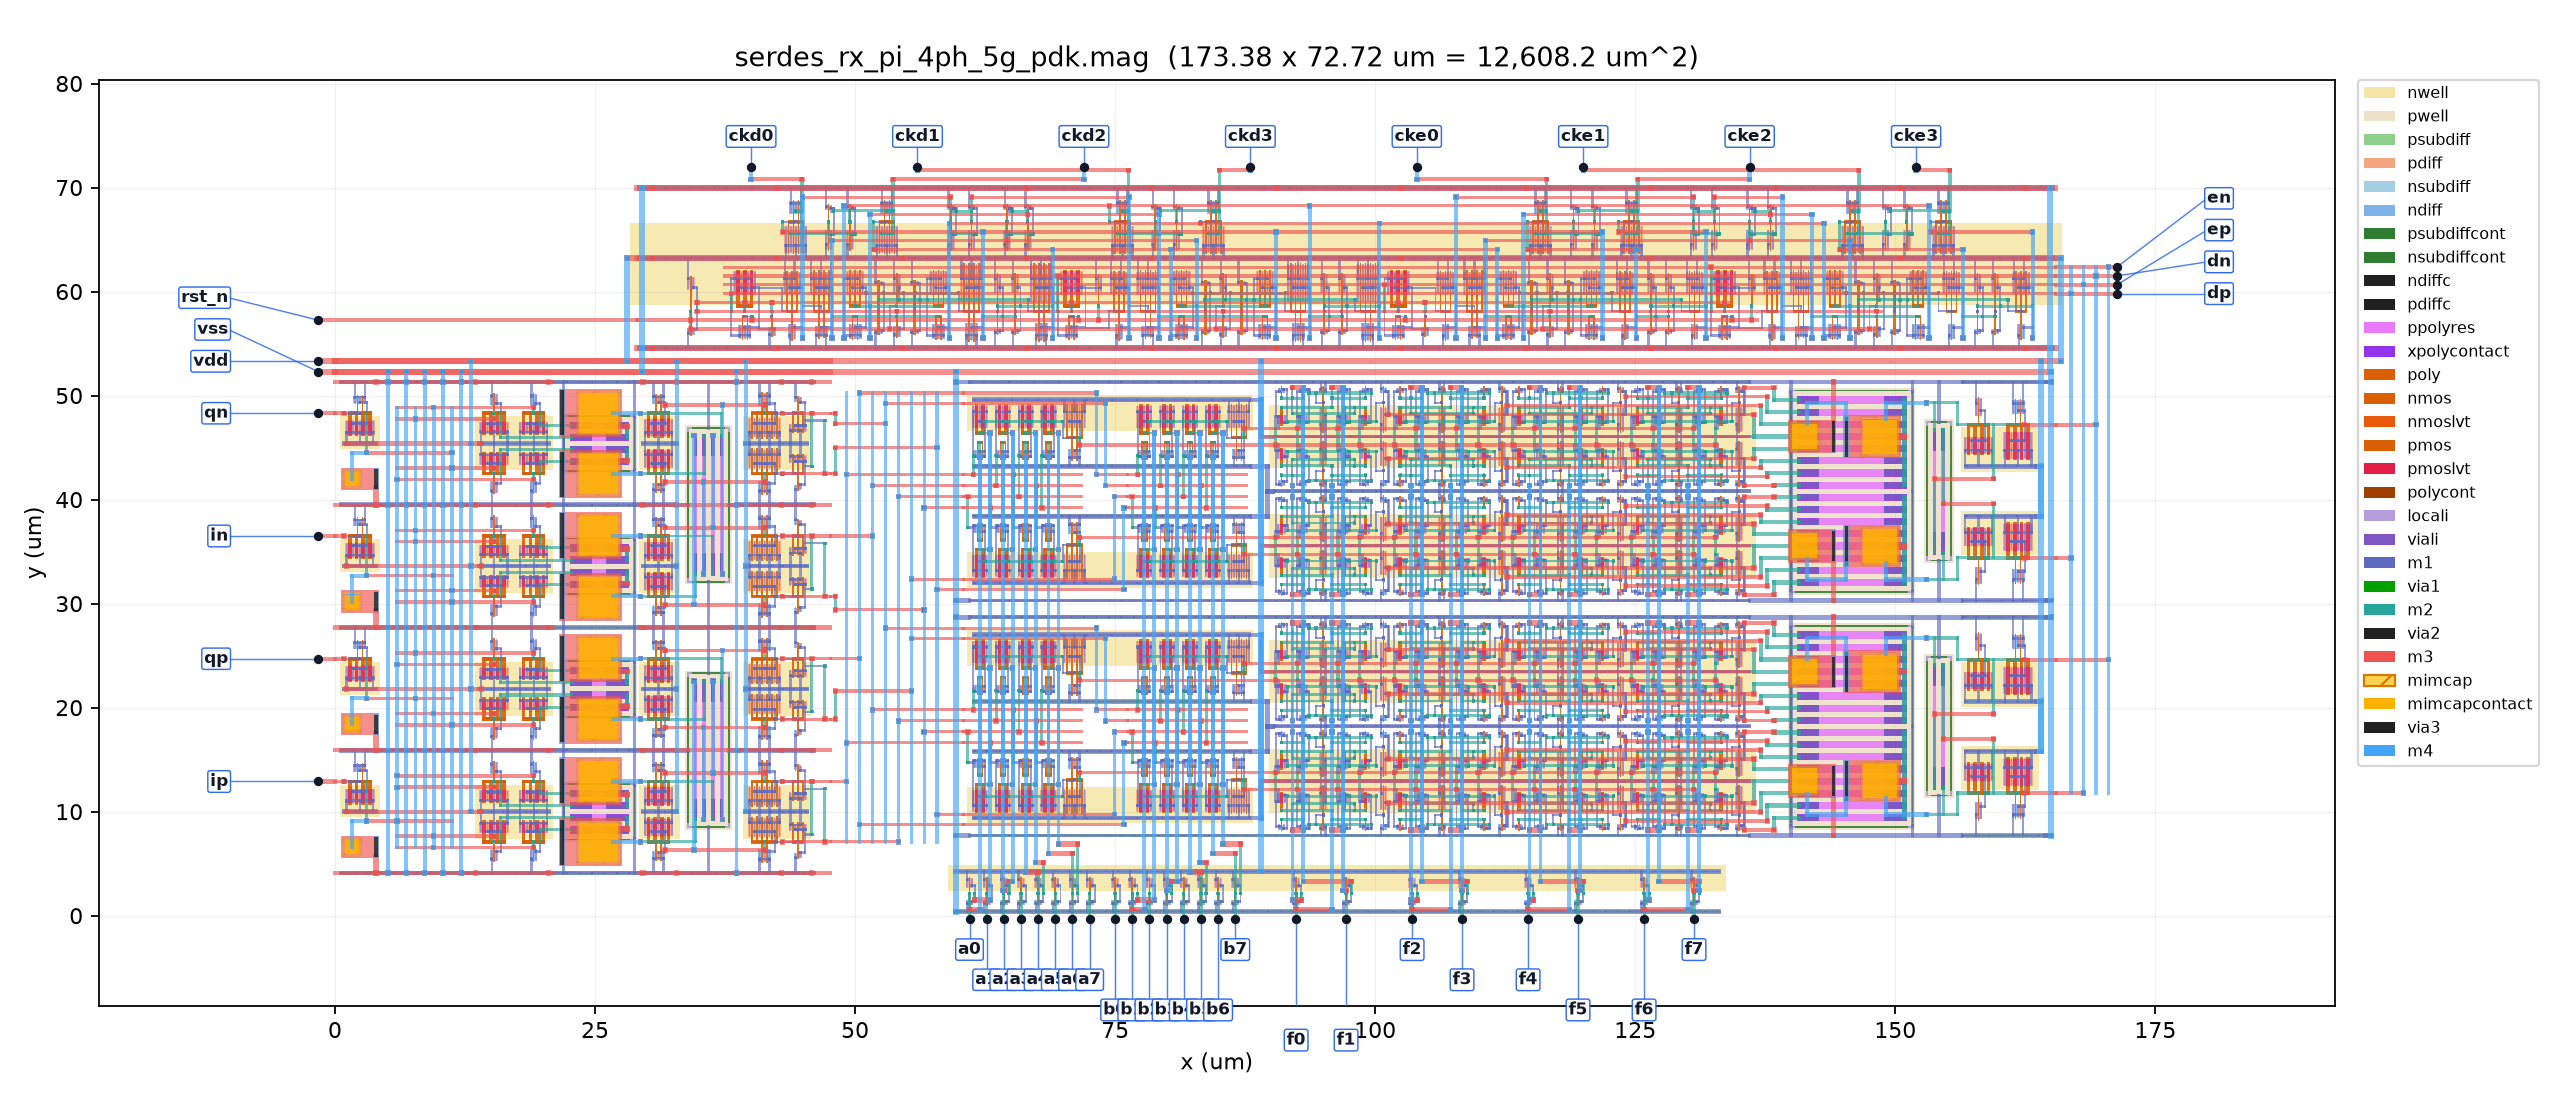 serdes_rx_pi_4ph_5g_pdk.mag (173.38 x 72.72 um = 12,608.2 um^2)
80
70
60
50
40
30
20
10
0
y (um)
ckd0 ckd1 ckd2 ckd3 cke0 cke1 cke2 cke3
en
ep
dn
dp
rst_n
vss
vdd
qn
in
qp
ip
a0 b7 f2 f7
a7 f3 f4
b6 f5 f6
f0 f1
0 25 50 75 100 125 150 175
x (um)
nwell
pwell
psubdiff
pdiff
nsubdiff
ndiff
psubdiffcont
nsubdiffcont
ndiffc
pdiffc
ppolyres
xpolycontact
poly
nmos
nmoslvt
pmos
pmoslvt
polycont
locali
viali
m1
via1
m2
via2
m3
mimcap
mimcapcontact
via3
m4